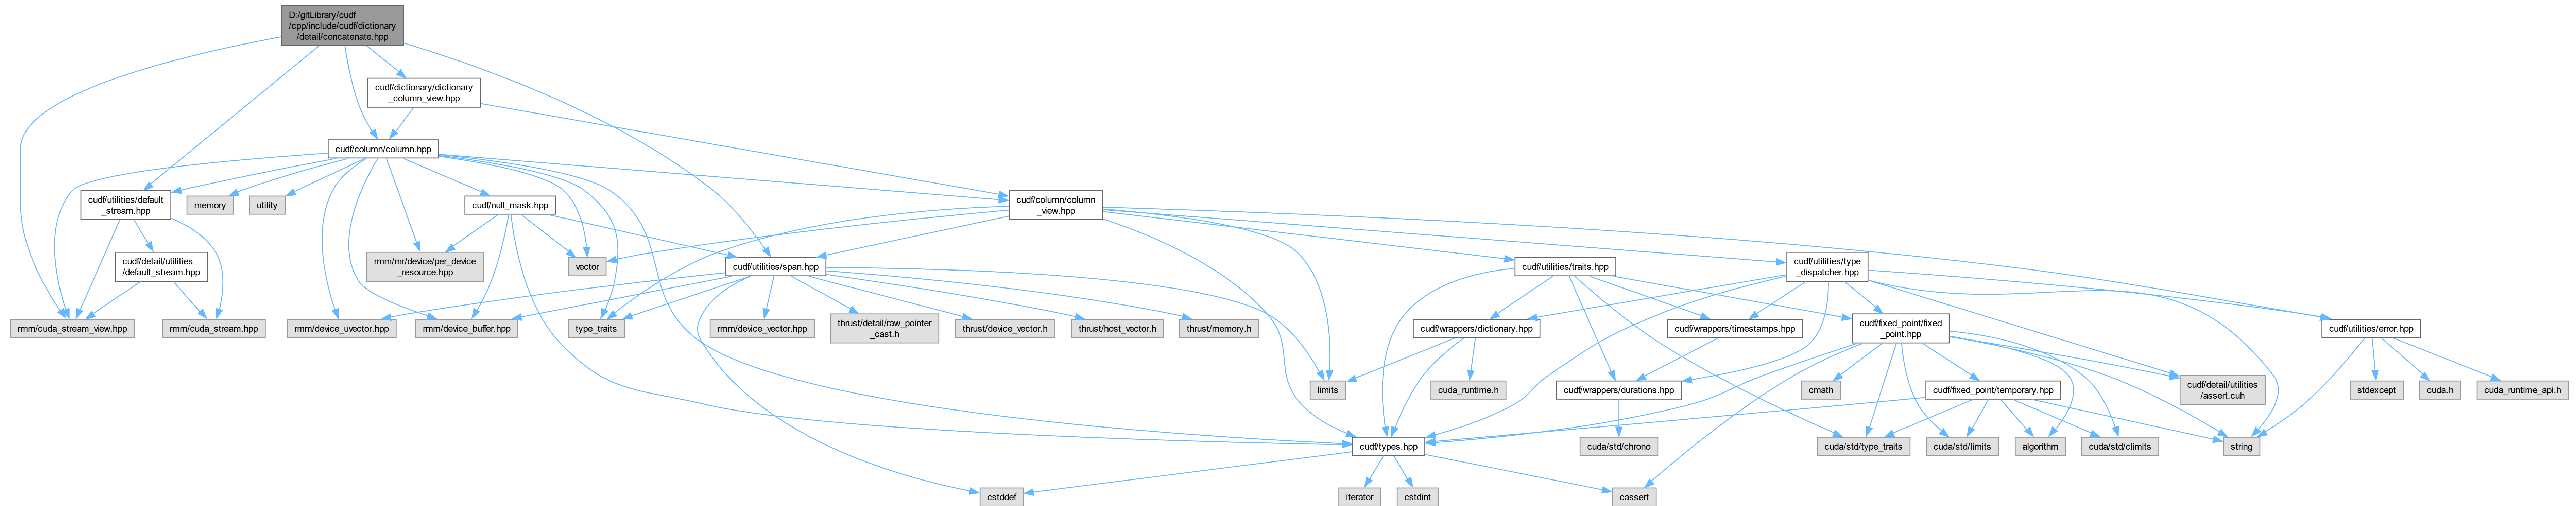 D:/gitLibrary/cudf
/cpp/include/cudf/dictionary
/detail/concatenate.hpp
cudf/dictionary/dictionary
_column_view.hpp
cudf/column/column.hpp
cudf/utilities/default
_stream.hpp
memory
utility
cudf/null_mask.hpp
cudf/column/column
_view.hpp
cudf/detail/utilities
/default_stream.hpp
rmm/mr/device/per_device
_resource.hpp
vector
cudf/utilities/span.hpp
cudf/utilities/traits.hpp
cudf/utilities/type
_dispatcher.hpp
rmm/cuda_stream_view.hpp
rmm/cuda_stream.hpp
rmm/device_uvector.hpp
rmm/device_buffer.hpp
type_traits
rmm/device_vector.hpp
thrust/detail/raw_pointer
_cast.h
thrust/device_vector.h
thrust/host_vector.h
thrust/memory.h
cudf/wrappers/dictionary.hpp
cudf/wrappers/timestamps.hpp
cudf/fixed_point/fixed
_point.hpp
cudf/utilities/error.hpp
limits
cuda_runtime.h
cudf/wrappers/durations.hpp
cmath
cudf/fixed_point/temporary.hpp
cudf/detail/utilities
/assert.cuh
stdexcept
cuda.h
cuda_runtime_api.h
cudf/types.hpp
cuda/std/chrono
cuda/std/type_traits
cuda/std/limits
algorithm
cuda/std/climits
string
cstddef
iterator
cstdint
cassert